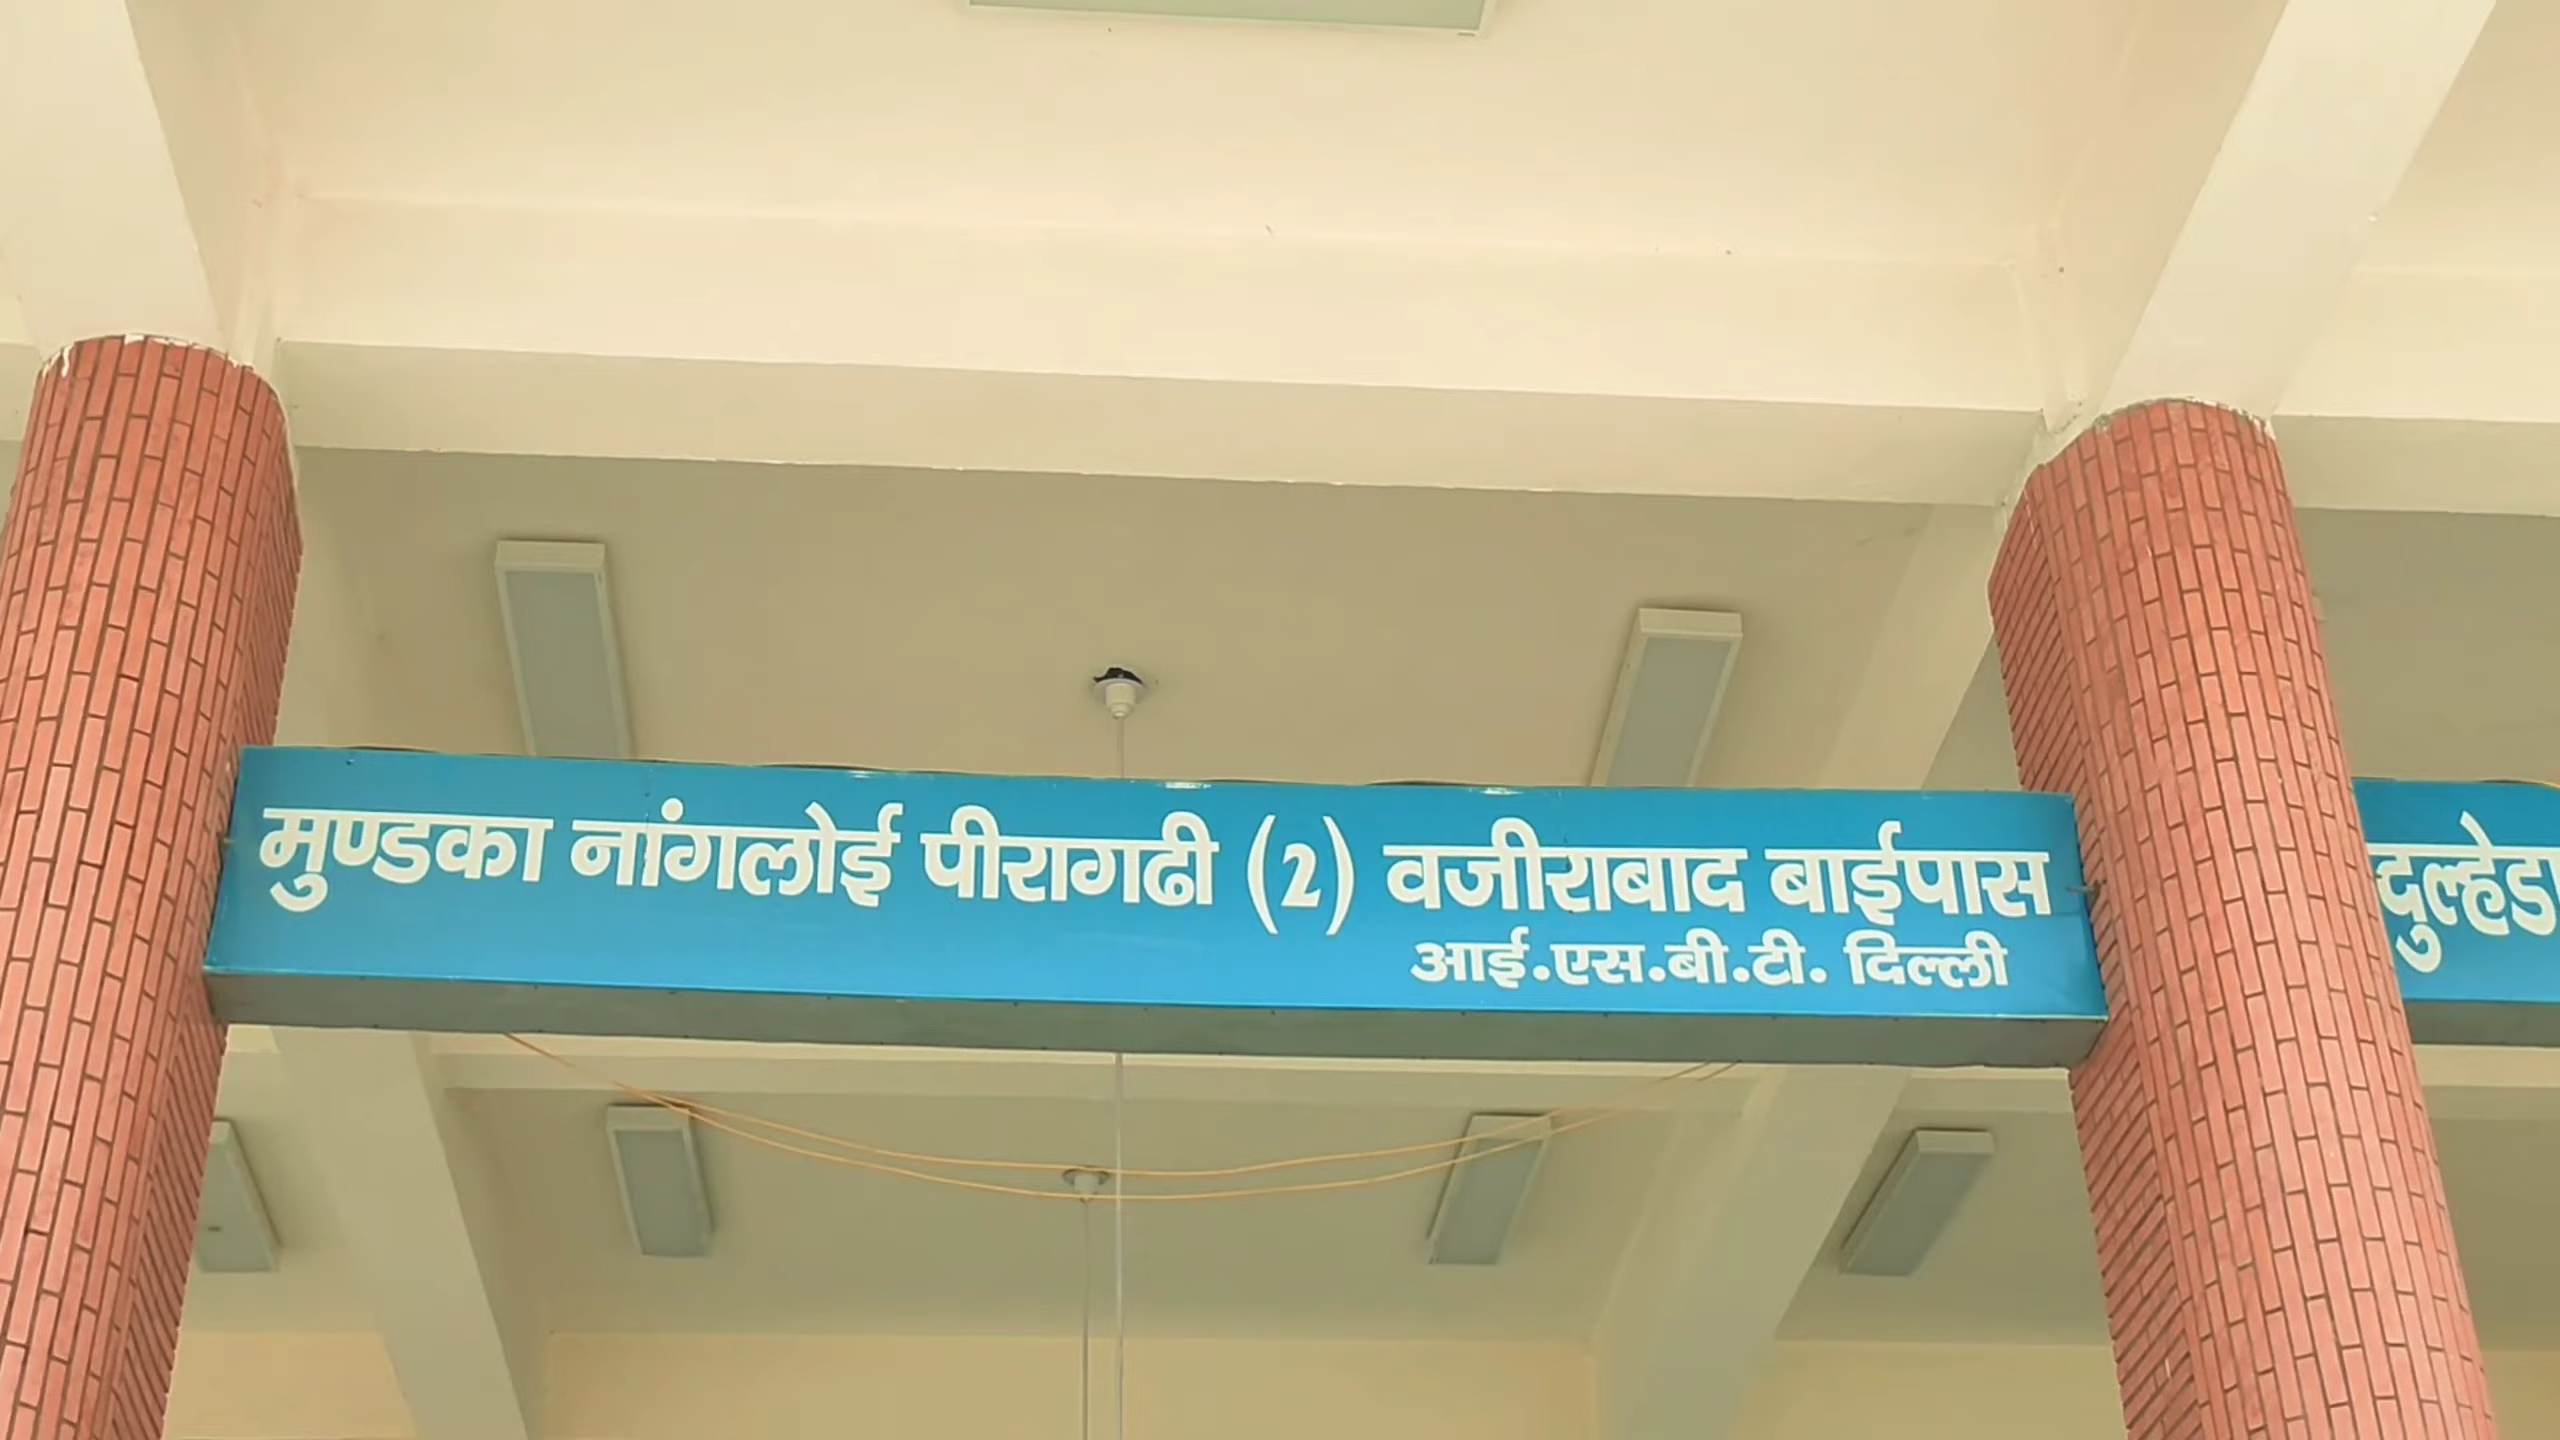 मुण्डका नांगलोई पीरागढी (2) वजीराबाद बाईपास
आई.एस.बी.टी. दिल्ली
दुल्हेडा